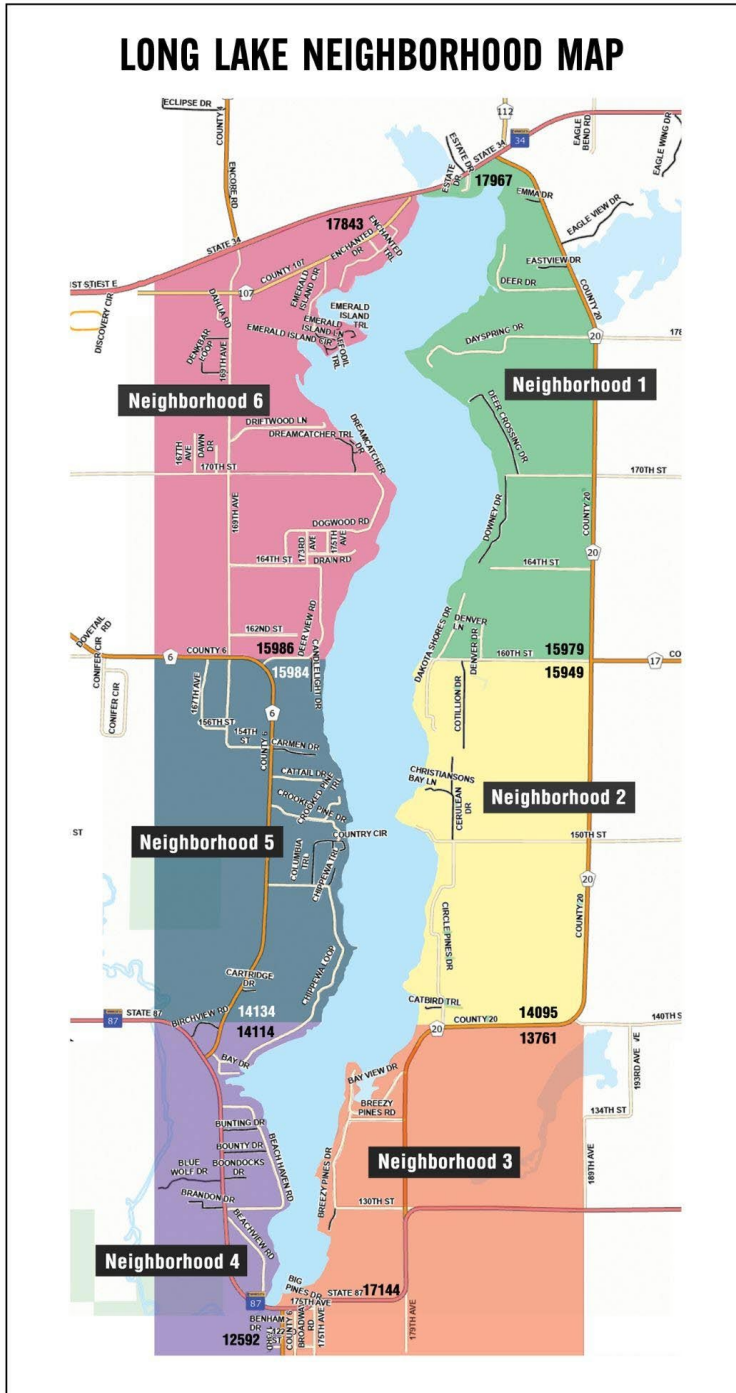 LONG LAKE NEIGHBORHOOD MAP
ECLIPSE DR
COUNTY 4
112
ESTATE DR
ESTATE DR
STATE 34
34
EAGLE BEND RD
EAGLE WING DR
ENCORE RD
17967
EMMA DR
17843
ENCHANTED DR
ENCHANTED TRL
EAGLE VIEW DR
STATE 34
COUNTY 107
EASTVIEW DR
DEER DR
107
EMERALD ISLAND CIR
COUNTY 20
DISCOVERY CIR
DAHLIA RD
EMERALD ISLAND TRL
EMERALD ISLAND CIR
DAYSPRING DR
20
DENKBAR LOOP
169TH AVE
Neighborhood 6
Neighborhood 1
DRIFTWOOD LN
DREAMCATCHER TRL
DREAMCATCHER DR
DEER CROSSING DR
167TH AVE
DAWN DR
170TH ST
170TH ST
169TH AVE
DOWNEY DR
COUNTY 20
DOGWOOD RD
173RD AVE
175TH AVE
DRAIN RD
164TH ST
164TH ST
20
DOVETAIL RD
162ND ST
DEER VIEW RD
DAKOTA SHORES DR
DENVER LN
DENVER DR
15986
15979
COUNTY 6
6
15984
CANDLELIGHT DR
160TH ST
15949
17
CONIFER CIR
CONIFER CIR
167TH AVE
6
COTILLION DR
156TH ST
154TH ST
COUNTY 6
CARMEN DR
CATTAIL DR
CROOKED PINE TRL
CROOKED PINE DR
CHRISTIANSONS BAY LN
CERULEAN DR
Neighborhood 2
Neighborhood 5
COUNTRY CIR
150TH ST
COLUMBIA TRL
CHIPPEWA TRL
20
COUNTY 20
CIRCLE PINES DR
CARTRIDGE DR
CHIPPEWA LOOP
CATBIRD TRL
STATE 87
87
BIRCHVIEW RD
14134
14114
20
COUNTY 20
14095
13761
140TH ST
193RD AVE
BAY DR
BAY VIEW DR
BREEZY PINES RD
134TH ST
BUNTING DR
BOUNTY DR
BLUE WOLF DR
BOONDOCKS DR
BEACH HAVEN RD
Neighborhood 3
189TH AVE
BRANDON DR
BREEZY PINES DR
130TH ST
BEACHVIEW RD
Neighborhood 4
BIG PINES DR
STATE 87
17144
87
175TH AVE
BENHAM DR
COUNTY 6
175TH AVE
179TH AVE
12592